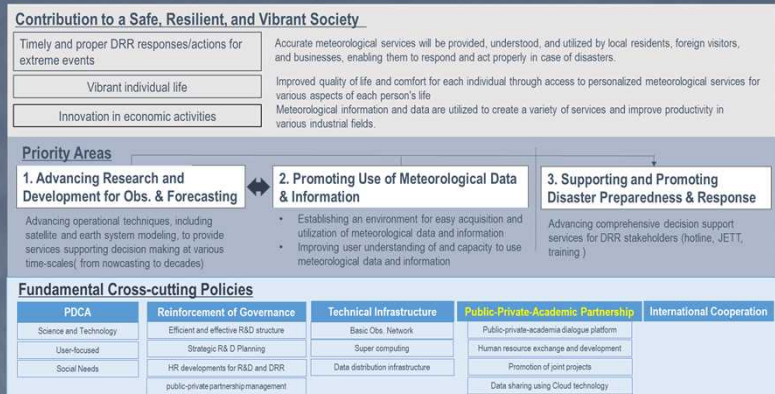 Contribution to a Safe, Resilient, and Vibrant Society
Timely and proper DRR responses/actions for
extreme events
Accurate meteorological services will be provided, understood, and utilized by local residents, foreign visitors,
and businesses, enabling them to respond and act properly in case of disasters.
Vibrant individual life
Improved quality of life and comfort for each individual through access to personalized meteorological services for
various aspects of each person's life
Innovation in economic activities
Meteorological information and data are utilized to create a variety of services and improve productivity in
various industrial fields.
Priority Areas
1. Advancing Research and
Development for Obs. & Forecasting
Advancing operational techniques, including
satellite and earth system modeling, to provide
services supporting decision making at various
time-scales( from nowcasting to decades)
2. Promoting Use of Meteorological Data
& Information
• Establishing an environment for easy acquisition and
utilization of meteorological data and information
• Improving user understanding of and capacity to use
meteorological data and information
3. Supporting and Promoting
Disaster Preparedness & Response
Advancing comprehensive decision support
services for DRR stakeholders (hotline, JETT,
training )
Fundamental Cross-cutting Policies
PDCA
Science and Technology
User-focused
Social Needs
Reinforcement of Governance
Efficient and effective R&D structure
Strategic R& D Planning
HR developments for R&D and DRR
public-private partnership management
Technical Infrastructure
Basic Obs. Network
Super computing
Data distribution infrastructure
Public-Private-Academic Partnership
Public-private-academia dialogue platform
Human resource exchange and development
Promotion of joint projects
Data sharing using Cloud technology
International Cooperation